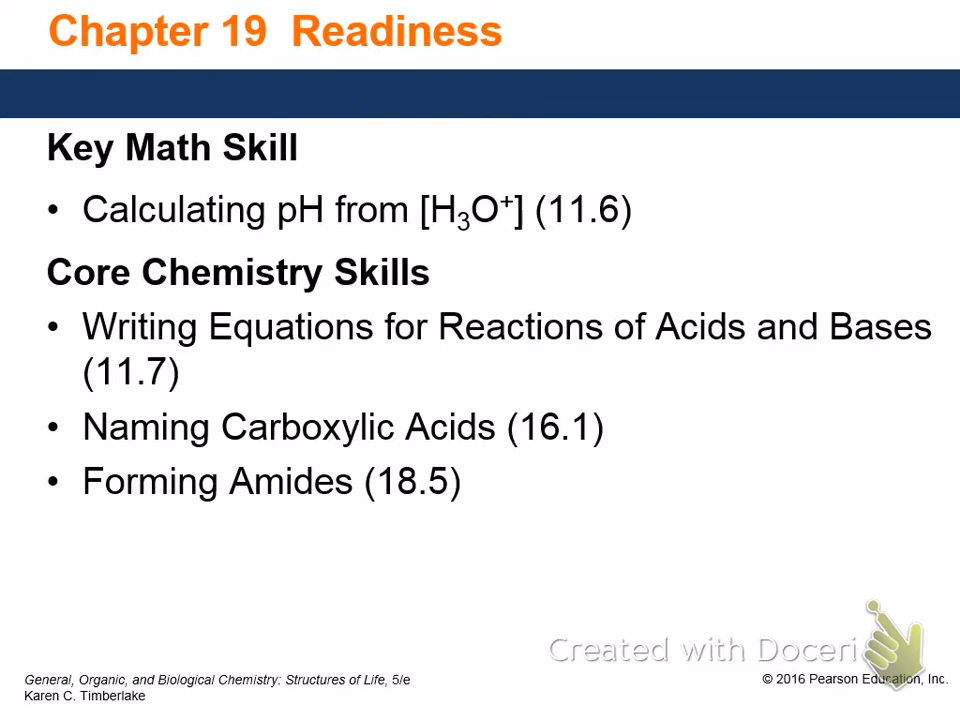 Chapter 19 Readiness
Key Math Skill
• Calculating pH from [H₃O⁺] (11.6)
Core Chemistry Skills
• Writing Equations for Reactions of Acids and Bases
(11.7)
• Naming Carboxylic Acids (16.1)
• Forming Amides (18.5)
Created with Doceri
General, Organic, and Biological Chemistry: Structures of Life, 5/e
Karen C. Timberlake
© 2016 Pearson Education, Inc.